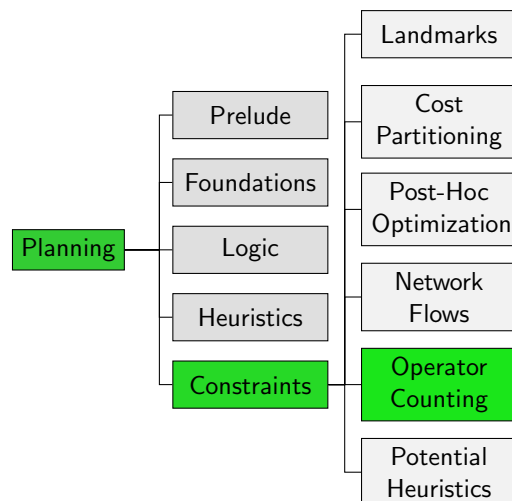 Planning
Prelude
Foundations
Logic
Heuristics
Constraints
Landmarks
Cost
Partitioning
Post-Hoc
Optimization
Network
Flows
Operator
Counting
Potential
Heuristics